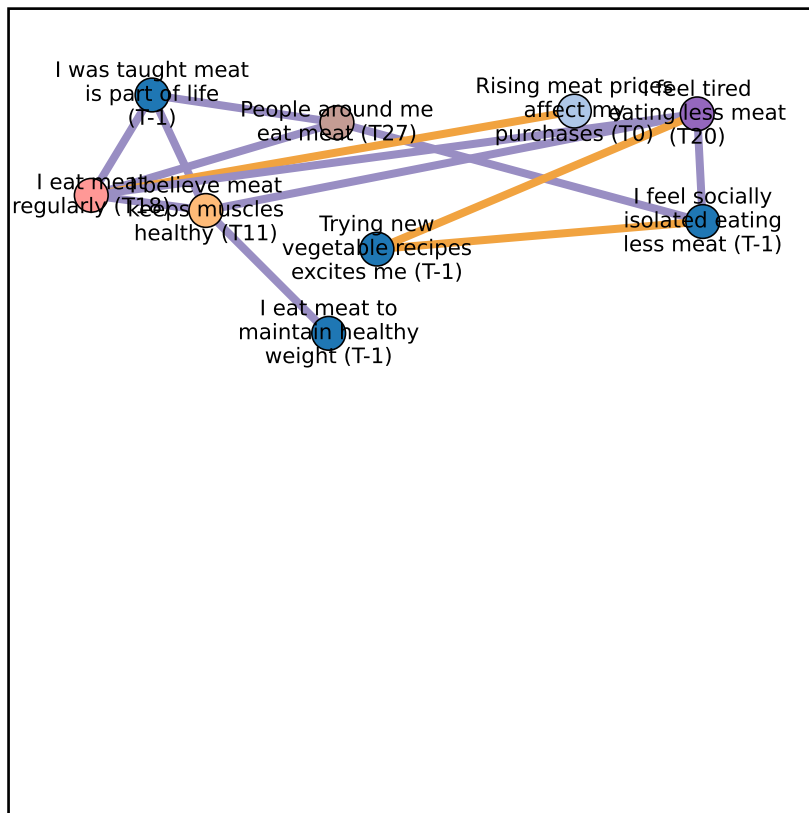 I was taught meat
is part of life
(T-1)
People around me
eat meat (T27)
Rising meat prices
affect my
purchases (T0)
I feel tired
eating less meat
(T20)
I eat meat
regularly (T18)
I believe meat
keeps muscles
healthy (T11)
Trying new
vegetable recipes
excites me (T-1)
I feel socially
isolated eating
less meat (T-1)
I eat meat to
maintain healthy
weight (T-1)